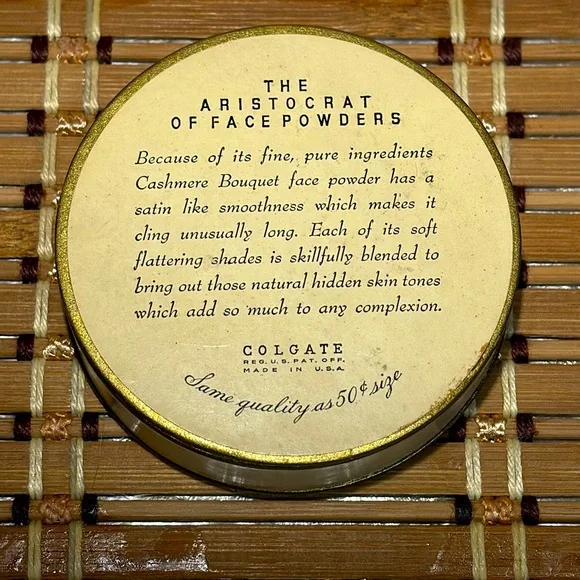 THE
ARISTOCRAT
OF FACE POWDERS
Because of its fine, pure ingredients
Cashmere Bouquet face powder has a
satin like smoothness which makes it
cling unusually long. Each of its soft
flattering shades is skillfully blended to
bring out those natural hidden skin tones
which add so much to any complexion.
COLGATE
REG. U.S. PAT. OFF.
MADE IN U.S.A.
Same quality as 50¢ size